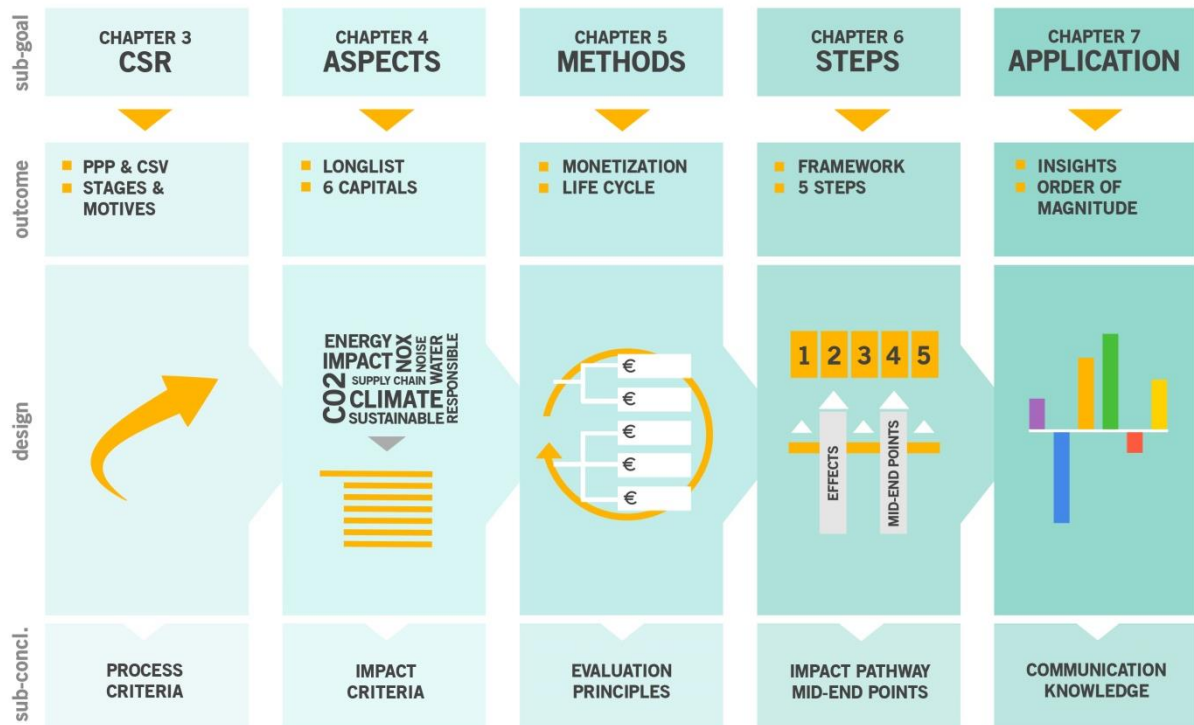 sub-goal
CHAPTER 3
CSR
CHAPTER 4
ASPECTS
CHAPTER 5
METHODS
CHAPTER 6
STEPS
CHAPTER 7
APPLICATION
outcome
PPP & CSV
STAGES &
MOTIVES
LONGLIST
6 CAPITALS
MONETIZATION
LIFE CYCLE
FRAMEWORK
5 STEPS
INSIGHTS
ORDER OF
MAGNITUDE
design
CO2
ENERGY
IMPACT
NOX
NOISE
WATER
SUPPLY CHAIN
CLIMATE
SUSTAINABLE
RESPONSIBLE
€
€
€
€
€
1 2 3 4 5
EFFECTS
MID-END POINTS
sub-concl.
PROCESS
CRITERIA
IMPACT
CRITERIA
EVALUATION
PRINCIPLES
IMPACT PATHWAY
MID-END POINTS
COMMUNICATION
KNOWLEDGE